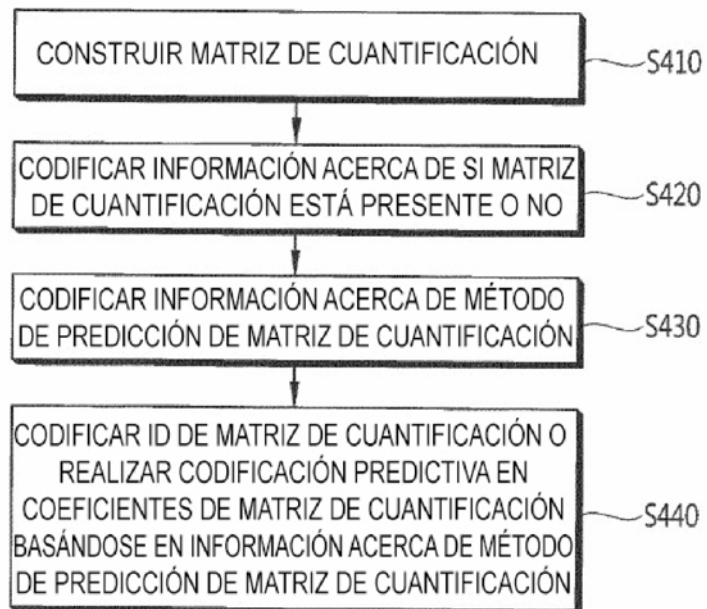 CONSTRUIR MATRIZ DE CUANTIFICACIÓN
S410
CODIFICAR INFORMACIÓN ACERCA DE SI MATRIZ
DE CUANTIFICACIÓN ESTÁ PRESENTE O NO
S420
CODIFICAR INFORMACIÓN ACERCA DE MÉTODO
DE PREDICCIÓN DE MATRIZ DE CUANTIFICACIÓN
S430
CODIFICAR ID DE MATRIZ DE CUANTIFICACIÓN O
REALIZAR CODIFICACIÓN PREDICTIVA EN
COEFICIENTES DE MATRIZ DE CUANTIFICACIÓN
BASÁNDOSE EN INFORMACIÓN ACERCA DE MÉTODO
DE PREDICCIÓN DE MATRIZ DE CUANTIFICACIÓN
S440